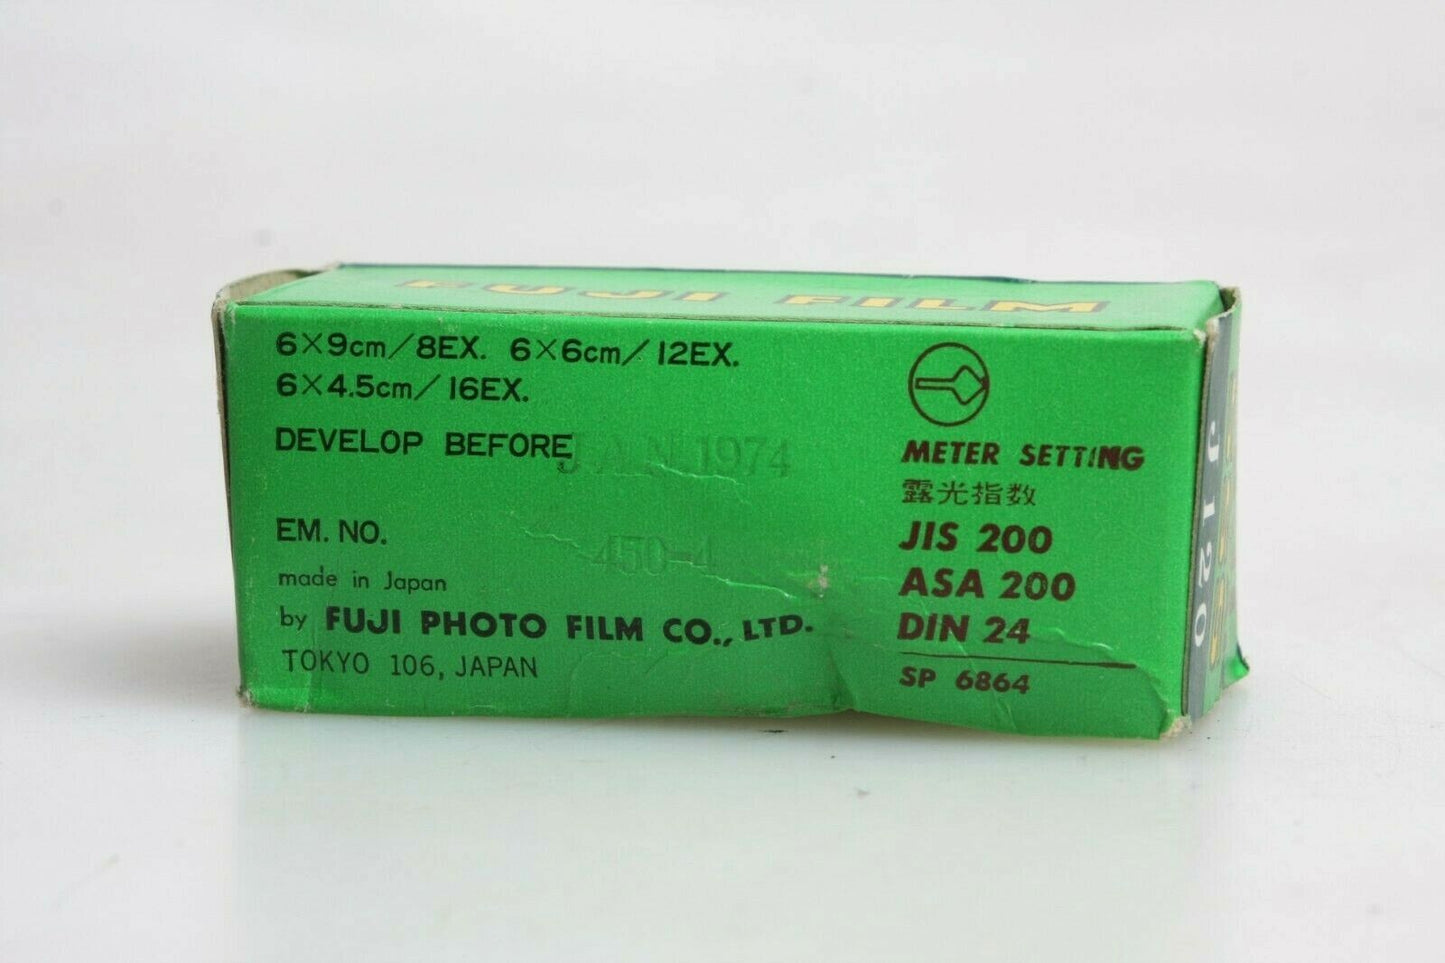 FUJI FILM
6×9cm/8EX. 6×6cm/12EX.
6×4.5cm/16EX.
DEVELOP BEFORE JAN 1974
EM. NO. 450-4
made in Japan
by FUJI PHOTO FILM CO., LTD.
TOKYO 106, JAPAN
METER SETTING
露光指数
JIS 200
ASA 200
DIN 24
SP 6864
J 120